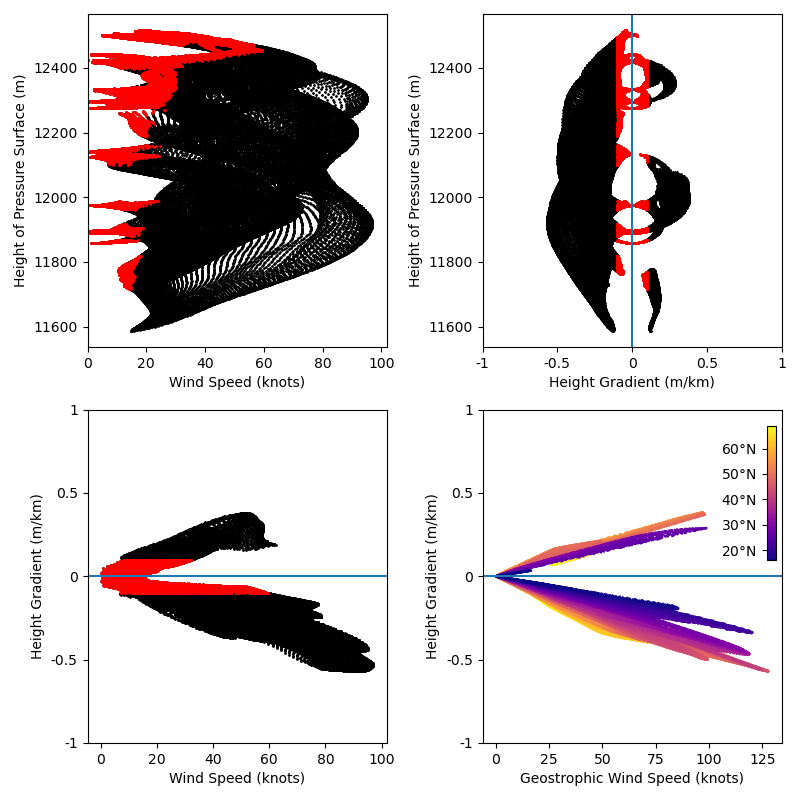 12400
12200
12000
11800
11600
Height of Pressure Surface (m)
0 20 40 60 80 100
Wind Speed (knots)
12400
12200
12000
11800
11600
Height of Pressure Surface (m)
-1 -0.5 0 0.5 1
Height Gradient (m/km)
1
0.5
0
-0.5
-1
Height Gradient (m/km)
0 20 40 60 80 100
Wind Speed (knots)
1
0.5
0
-0.5
-1
Height Gradient (m/km)
60°N
50°N
40°N
30°N
20°N
0 25 50 75 100 125
Geostrophic Wind Speed (knots)